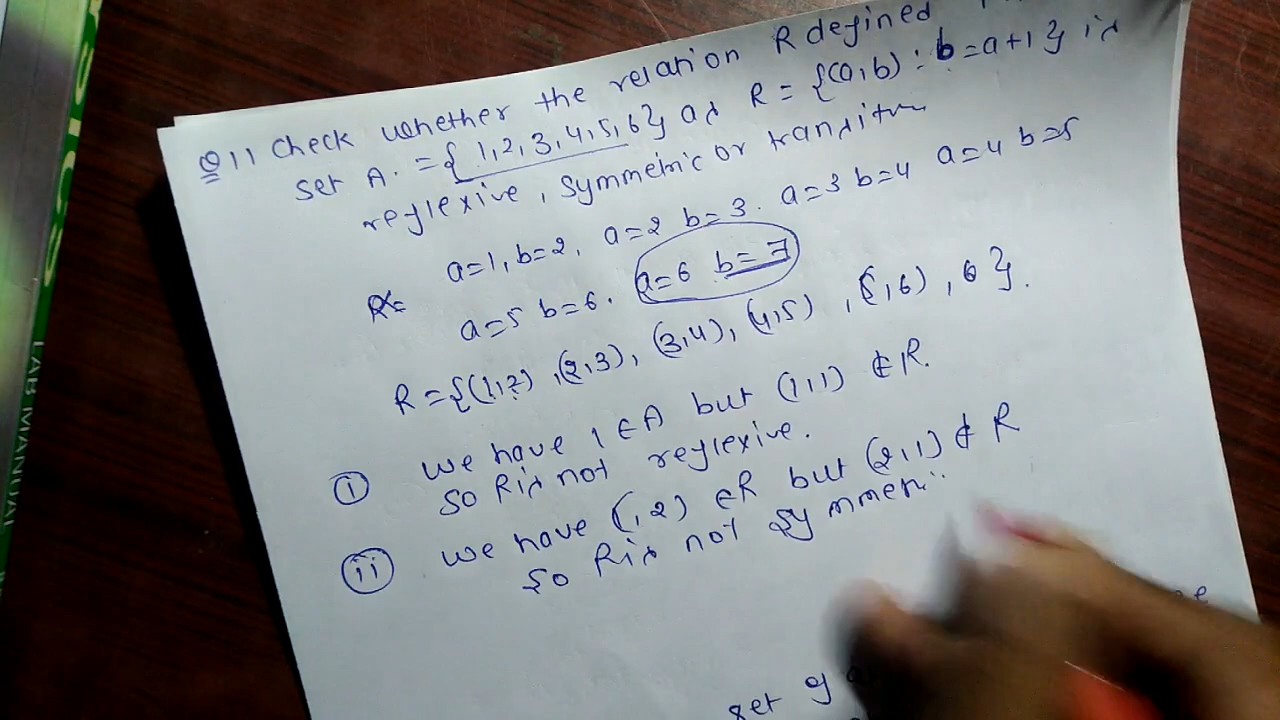 Q11 Check whether the relation R defined
set A = {1,2,3,4,5,6} as R = {(a,b) : b=a+1} is
reflexive, symmetric or transitive
a=1, b=2, a=2 b=3. a=3 b=4 a=4 b=5
R= a=5 b=6. a=6 b=7
R={(1,2) ,(2,3), (3,4), (4,5) ,(5,6) , 6 }.
(i) we have 1 ∈ A but (1,1) ∉ R.
so R is not reflexive.
(ii) we have (1,2) ∈R but (2,1) ∉ R
so R is not
set of
LAB MANUAL